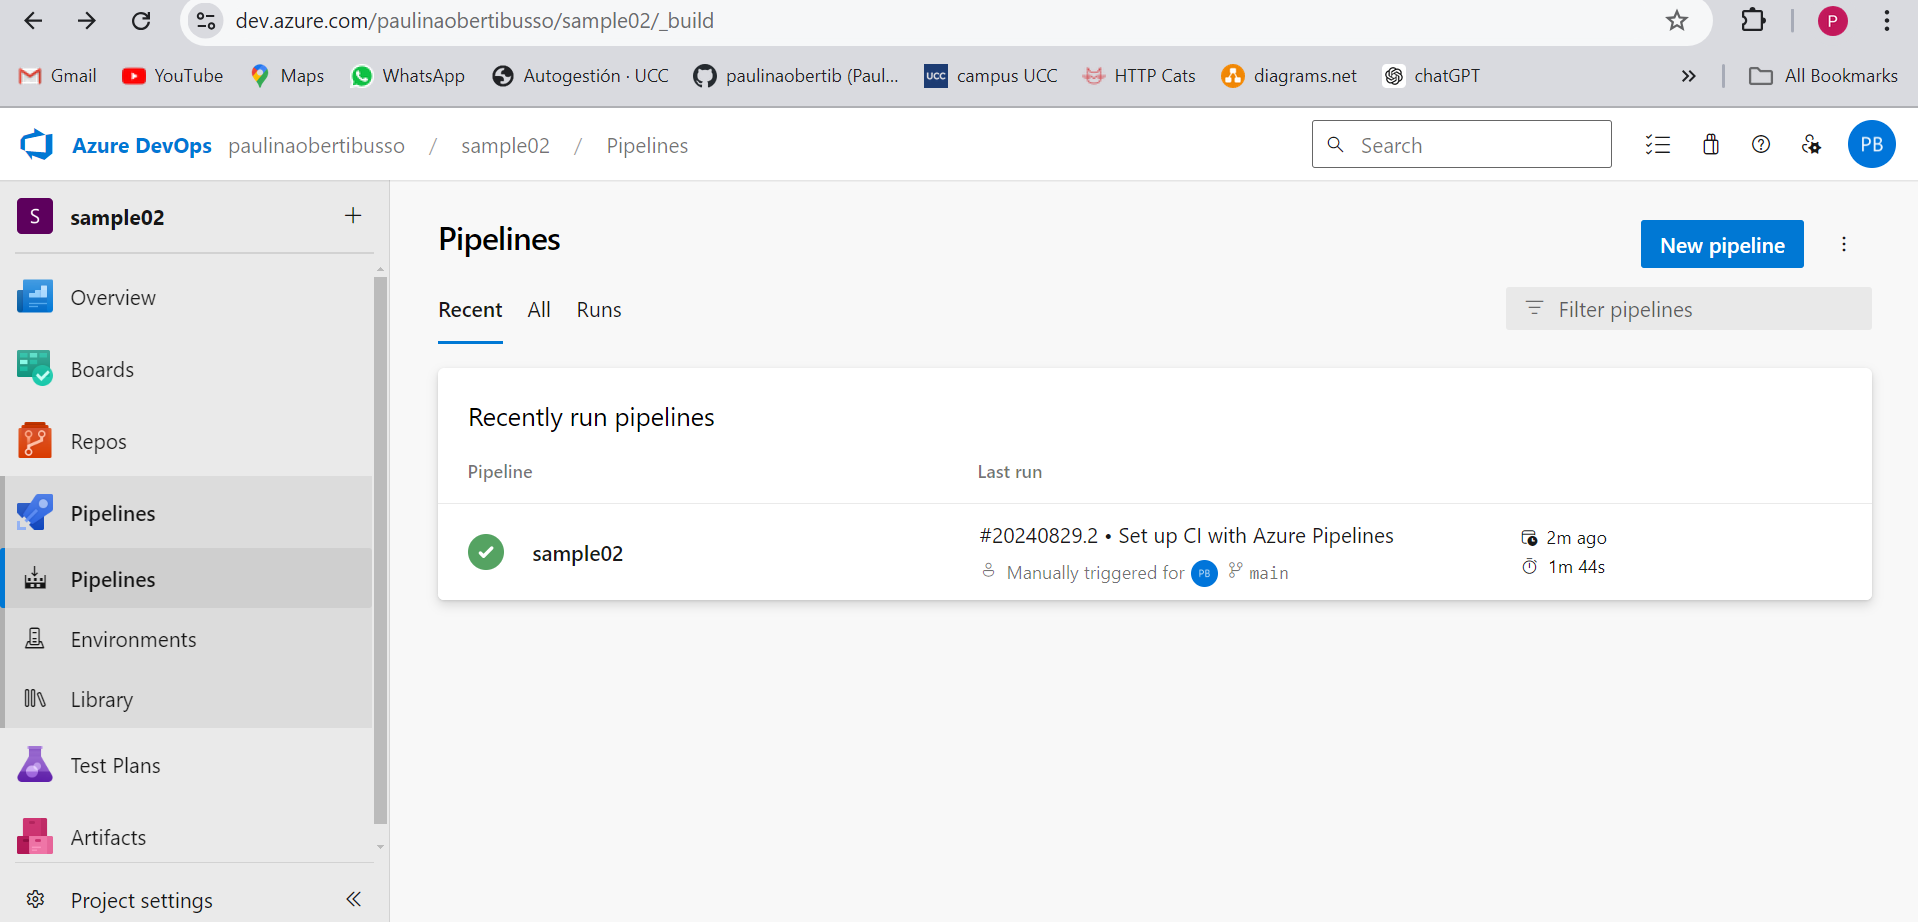 dev.azure.com/paulinaobertibusso/sample02/_build
P
Gmail YouTube Maps WhatsApp Autogestión · UCC paulinaobertib (Paul... UCC campus UCC HTTP Cats diagrams.net chatGPT » All Bookmarks
Azure DevOps paulinaobertibusso / sample02 / Pipelines Search PB
S sample02 +
Pipelines
New pipeline
Overview
Recent All Runs
Filter pipelines
Boards
Recently run pipelines
Repos
Pipeline Last run
Pipelines
#20240829.2 • Set up CI with Azure Pipelines 2m ago
sample02
Manually triggered for PB main 1m 44s
Pipelines
Environments
Library
Test Plans
Artifacts
Project settings «